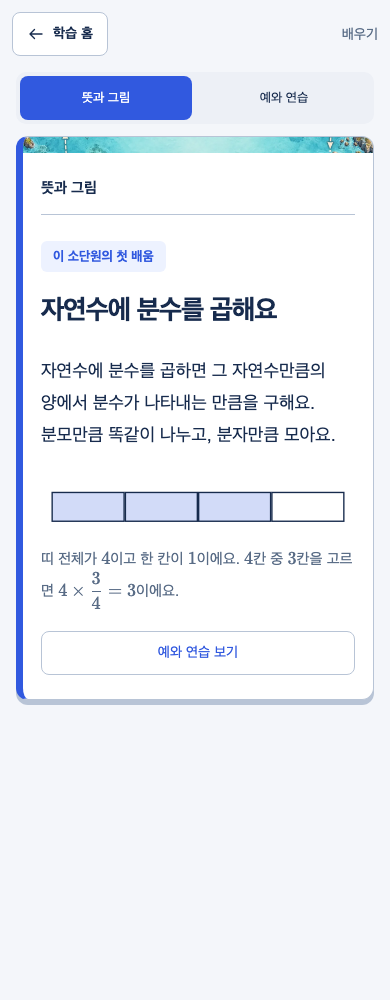 ← 학습 홈
배우기
뜻과 그림
예와 연습
뜻과 그림
이 소단원의 첫 배움
자연수에 분수를 곱해요
자연수에 분수를 곱하면 그 자연수만큼의
양에서 분수가 나타내는 만큼을 구해요.
분모만큼 똑같이 나누고, 분자만큼 모아요.
띠 전체가 4이고 한 칸이 1이에요. 4칸 중 3칸을 고르
면 4 × 3/4 = 3이에요.
예와 연습 보기